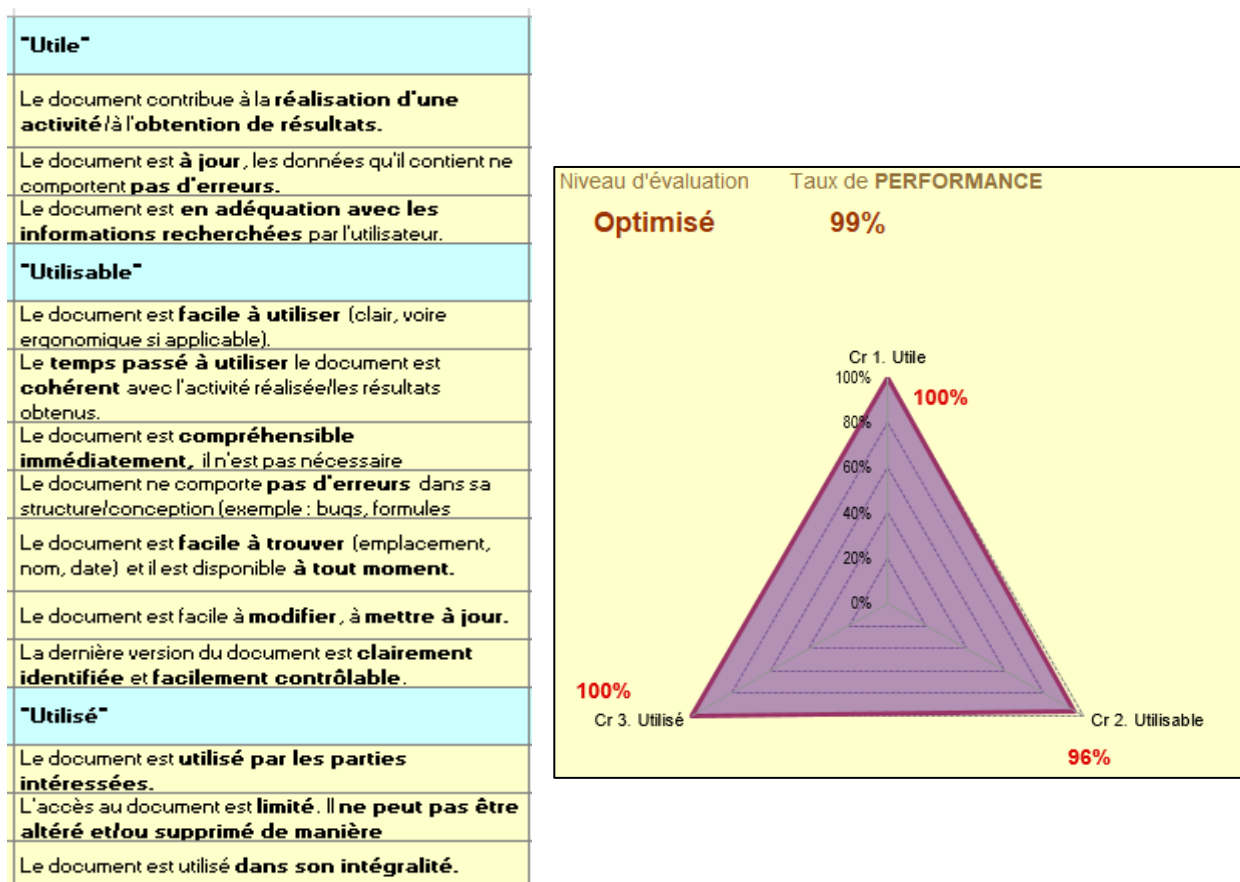 "Utile"
Le document contribue à la réalisation d'une
activité/à l'obtention de résultats.
Le document est à jour, les données qu'il contient ne
comportent pas d'erreurs.
Le document est en adéquation avec les
informations recherchées par l'utilisateur.
"Utilisable"
Le document est facile à utiliser (clair, voire
ergonomique si applicable).
Le temps passé à utiliser le document est
cohérent avec l'activité réalisée/les résultats
obtenus.
Le document est compréhensible
immédiatement, il n'est pas nécessaire
Le document ne comporte pas d'erreurs dans sa
structure/conception (exemple : bugs, formules
Le document est facile à trouver (emplacement,
nom, date) et il est disponible à tout moment.
Le document est facile à modifier, à mettre à jour.
La dernière version du document est clairement
identifiée et facilement contrôlable.
"Utilisé"
Le document est utilisé par les parties
intéressées.
L'accès au document est limité. Il ne peut pas être
altéré et/ou supprimé de manière
Le document est utilisé dans son intégralité.
Niveau d'évaluation Taux de PERFORMANCE
Optimisé 99%
Cr 1. Utile
100%
100%
80%
60%
40%
20%
0%
100%
Cr 3. Utilisé
Cr 2. Utilisable
96%